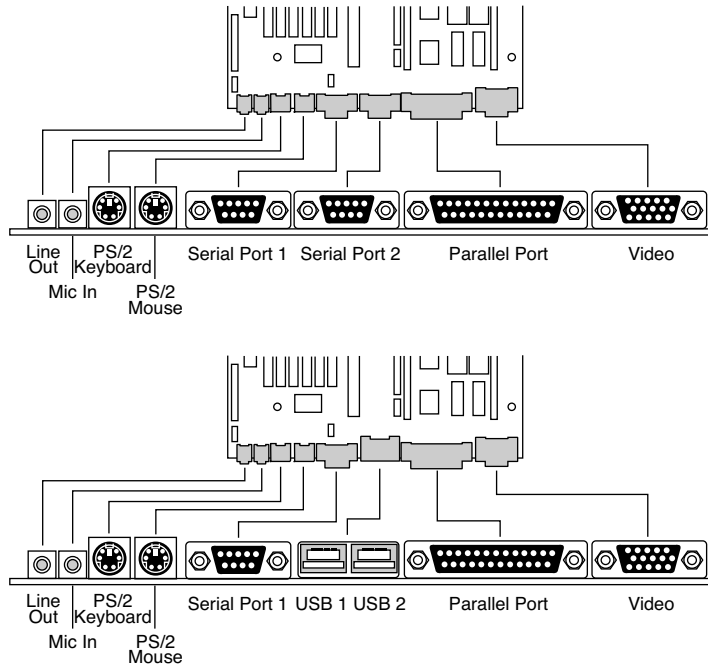 Line Out
PS/2 Keyboard
Serial Port 1
Serial Port 2
Parallel Port
Video
Mic In
PS/2 Mouse
Line Out
PS/2 Keyboard
Serial Port 1
USB 1
USB 2
Parallel Port
Video
Mic In
PS/2 Mouse